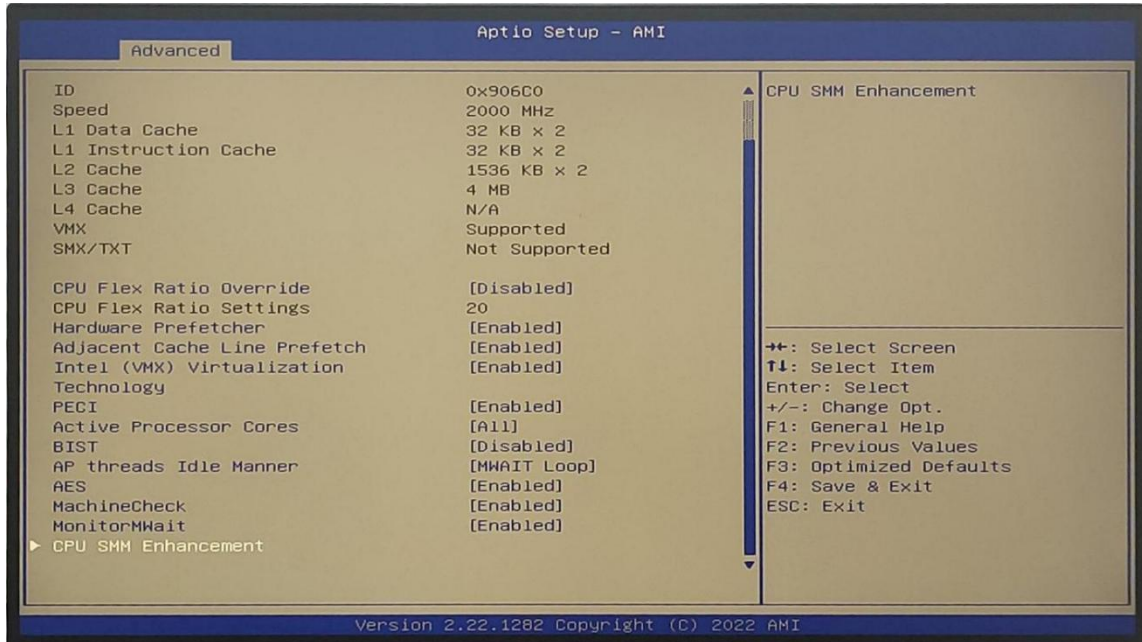 Aptio Setup - AMI
Advanced
ID 0x906C0
Speed 2000 MHz
L1 Data Cache 32 KB x 2
L1 Instruction Cache 32 KB x 2
L2 Cache 1536 KB x 2
L3 Cache 4 MB
L4 Cache N/A
VMX Supported
SMX/TXT Not Supported
CPU Flex Ratio Override [Disabled]
CPU Flex Ratio Settings 20
Hardware Prefetcher [Enabled]
Adjacent Cache Line Prefetch [Enabled]
Intel (VMX) Virtualization [Enabled]
Technology
PECI [Enabled]
Active Processor Cores [All]
BIST [Disabled]
AP threads Idle Manner [MWAIT Loop]
AES [Enabled]
MachineCheck [Enabled]
MonitorMWait [Enabled]
► CPU SMM Enhancement
CPU SMM Enhancement
→←: Select Screen
↑↓: Select Item
Enter: Select
+/-: Change Opt.
F1: General Help
F2: Previous Values
F3: Optimized Defaults
F4: Save & Exit
ESC: Exit
Version 2.22.1282 Copyright (C) 2022 AMI